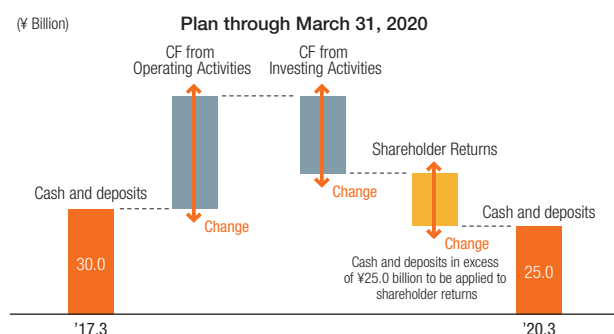 (¥ Billion)
Plan through March 31, 2020
CF from
Operating Activities
CF from
Investing Activities
Shareholder Returns
Cash and deposits
Change
Change
Cash and deposits
Change
30.0
Cash and deposits in excess
of ¥25.0 billion to be applied to
shareholder returns
25.0
’17.3
’20.3